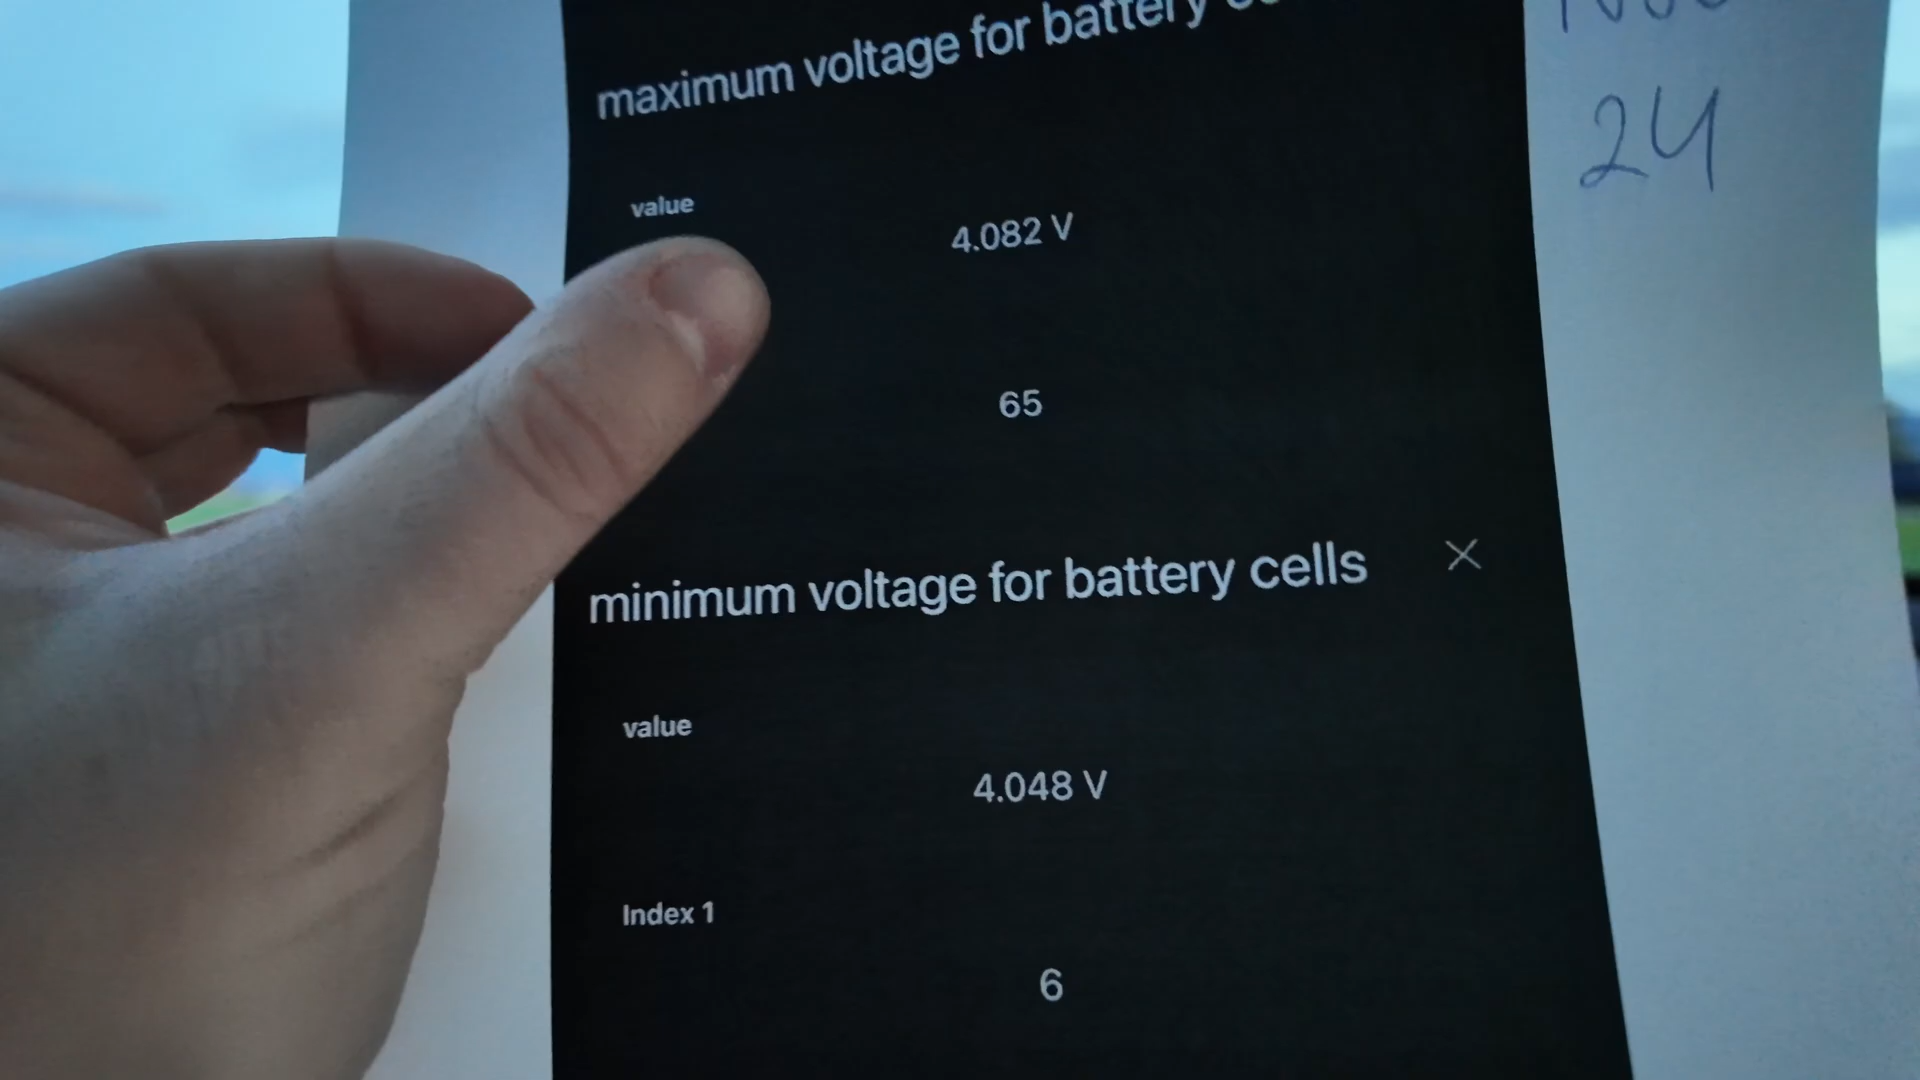 maximum voltage for battery
value
4.082 V
65
minimum voltage for battery cells
value
4.048 V
Index 1
6
24